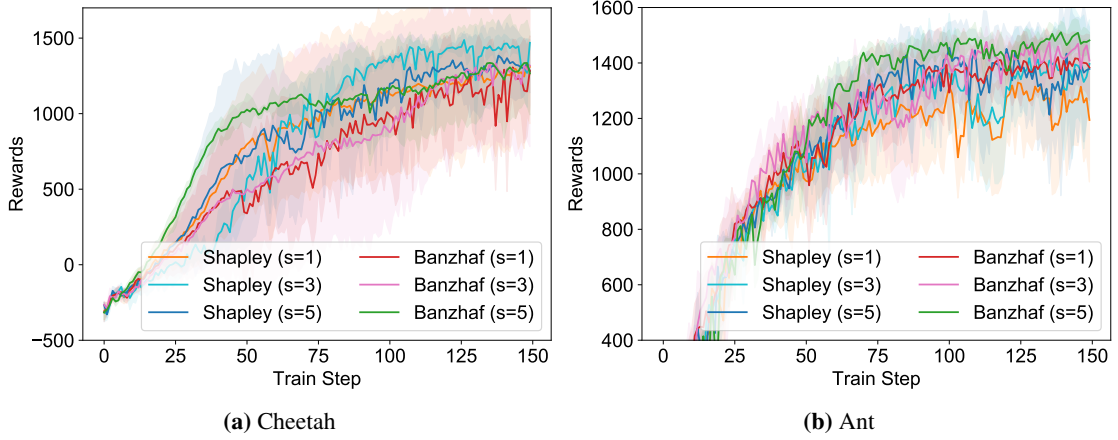 1500
1000
500
0
−500
Rewards
Shapley (s=1)
Shapley (s=3)
Shapley (s=5)
Banzhaf (s=1)
Banzhaf (s=3)
Banzhaf (s=5)
0 25 50 75 100 125 150
Train Step
(a) Cheetah
1600
1400
1200
1000
800
600
400
Rewards
Shapley (s=1)
Shapley (s=3)
Shapley (s=5)
Banzhaf (s=1)
Banzhaf (s=3)
Banzhaf (s=5)
0 25 50 75 100 125 150
Train Step
(b) Ant